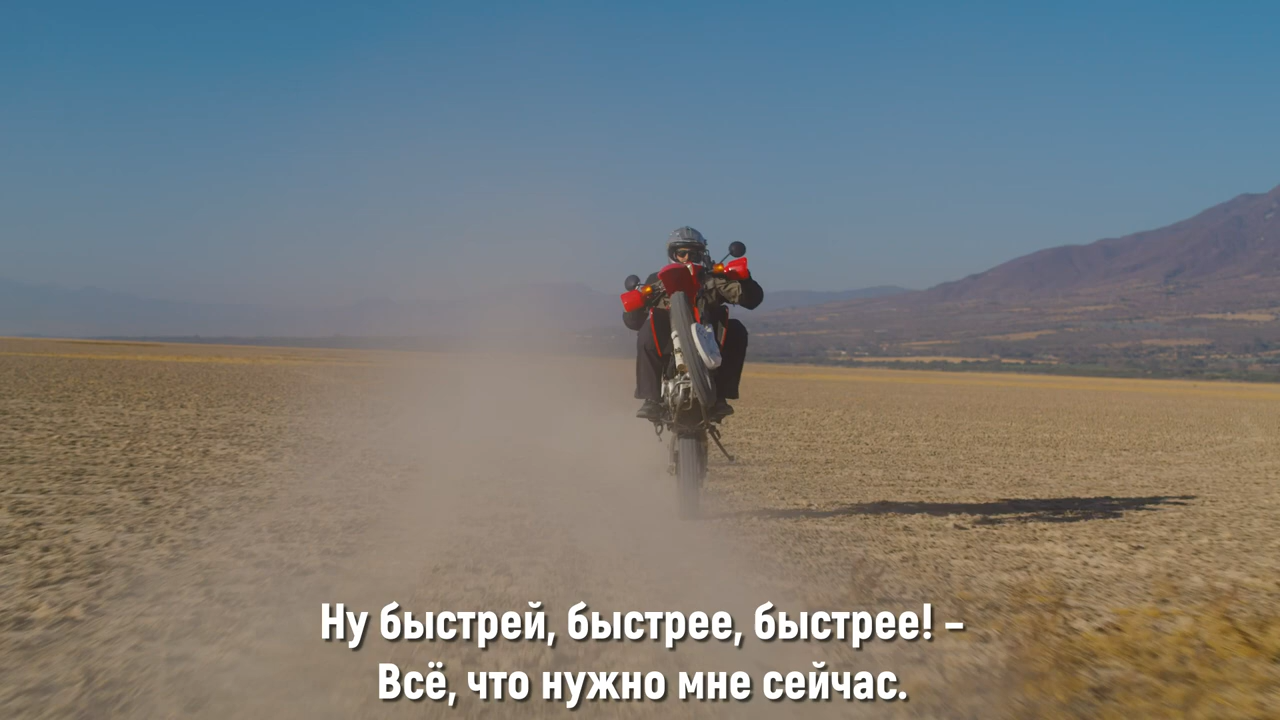 Ну быстрей, быстрее, быстрее! –
Всё, что нужно мне сейчас.